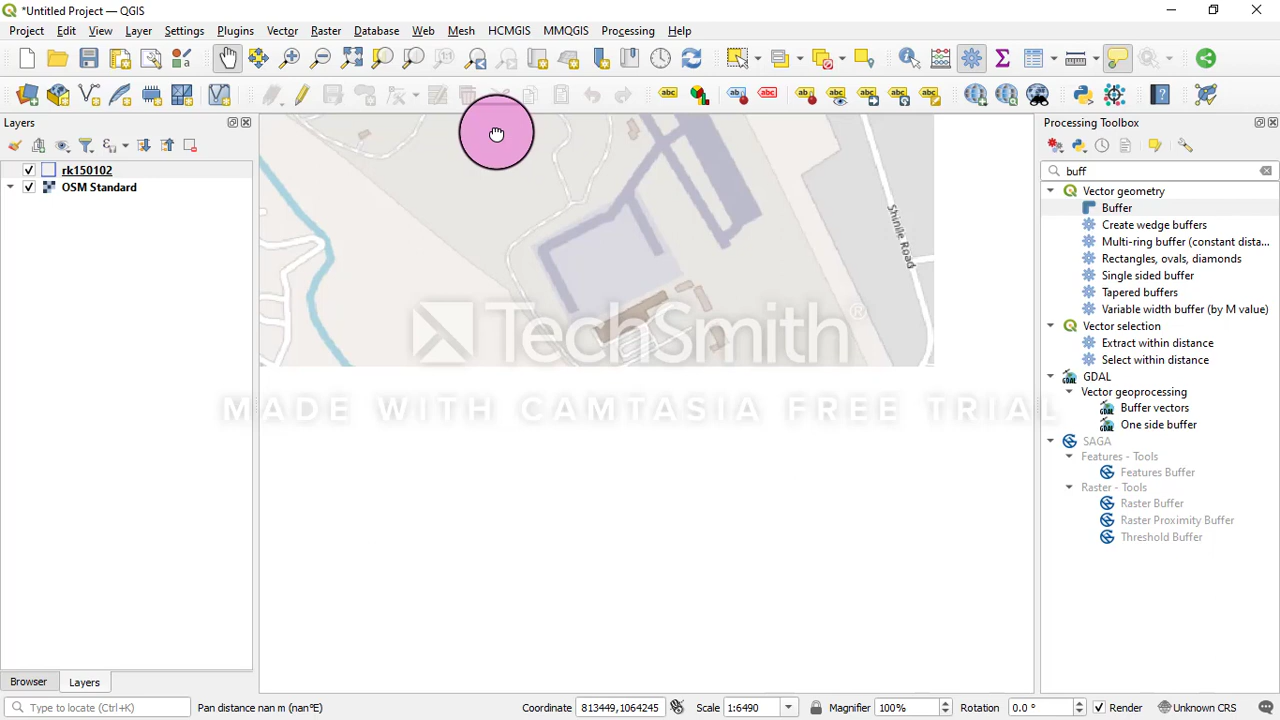 *Untitled Project — QGIS
Project Edit View Layer Settings Plugins Vector Raster Database Web Mesh HCMGIS MMQGIS Processing Help
Layers
rk150102
OSM Standard
Shinile Road
TechSmith®
MADE WITH CAMTASIA FREE TRIAL
Processing Toolbox
buff
Vector geometry
Buffer
Create wedge buffers
Multi-ring buffer (constant dista...
Rectangles, ovals, diamonds
Single sided buffer
Tapered buffers
Variable width buffer (by M value)
Vector selection
Extract within distance
Select within distance
GDAL
Vector geoprocessing
Buffer vectors
One side buffer
SAGA
Features - Tools
Features Buffer
Raster - Tools
Raster Buffer
Raster Proximity Buffer
Threshold Buffer
Browser Layers
Type to locate (Ctrl+K) Pan distance nan m (nan°E) Coordinate 813449,1064245 Scale 1:6490 Magnifier 100% Rotation 0.0 ° Render Unknown CRS